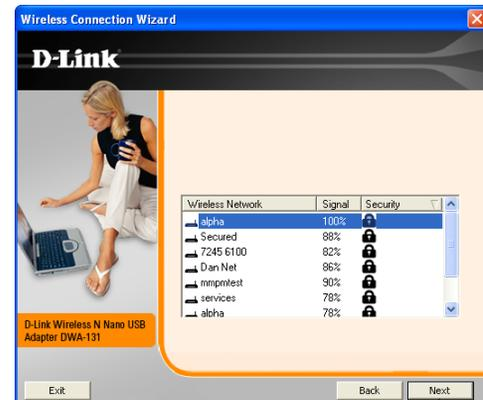 Wireless Connection Wizard
D-Link
Wireless Network Signal Security
alpha 100%
Secured 88%
7245 6100 82%
Dan Net 86%
mmpmtest 90%
services 78%
alpha 78%
D-Link Wireless N Nano USB
Adapter DWA-131
Exit Back Next